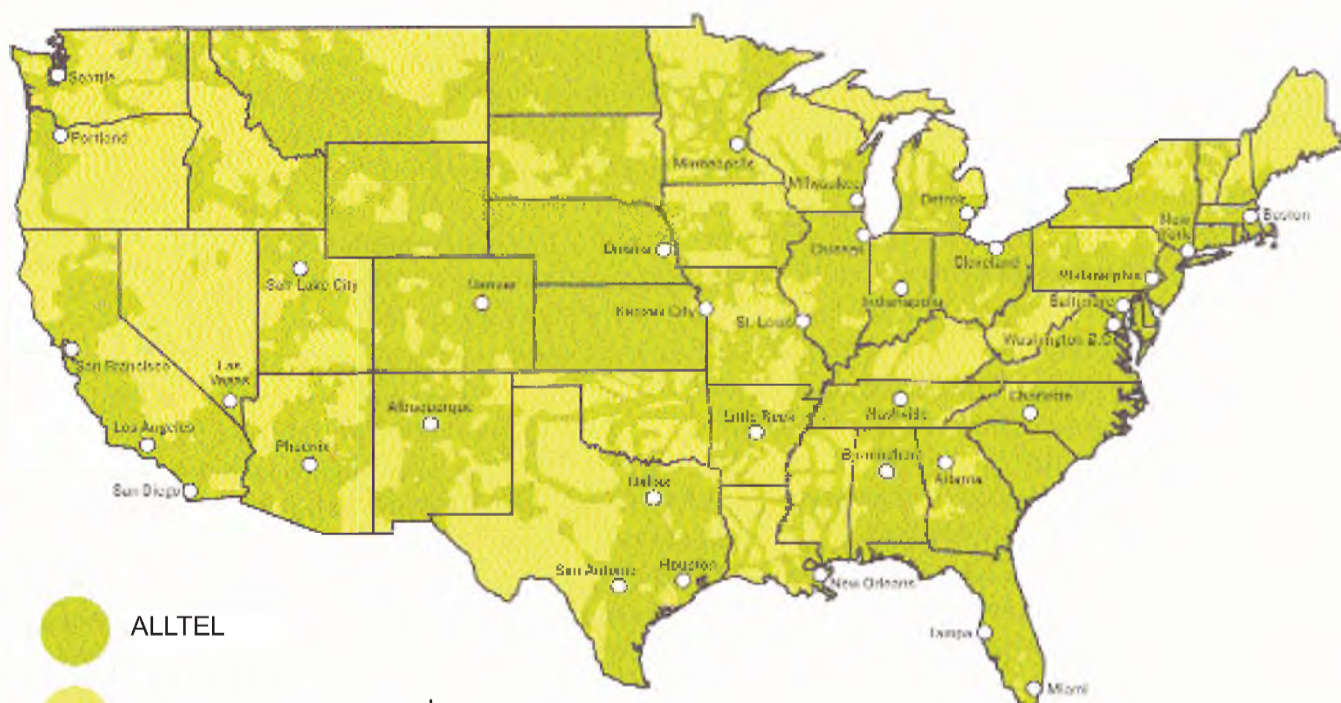 Seattle
Portland
Minneapolis
Milwaukee
Detroit
Boston
New
York
Omaha
Chicago
Cleveland
Philadelphia
Salt Lake City
Denver
Indianapolis
Baltimore
Kansas City
St. Louis
Washington D.C.
San Francisco
Las
Vegas
Albuquerque
Little Rock
Nashville
Charlotte
Los Angeles
Phoenix
Birmingham
Atlanta
San Diego
Dallas
San Antonio
Houston
New Orleans
ALLTEL
Tampa
Miami